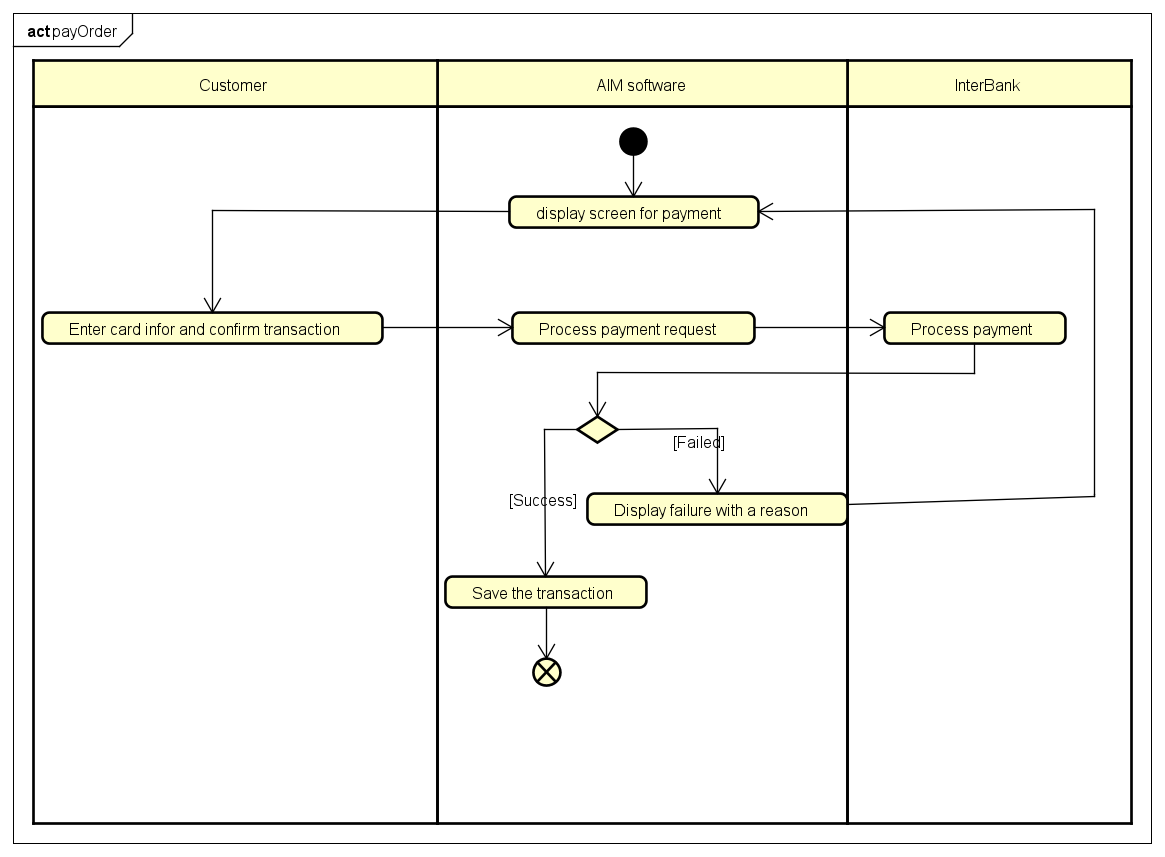 act payOrder
Customer
AIM software
InterBank
display screen for payment
Enter card infor and confirm transaction
Process payment request
Process payment
[Failed]
[Success]
Display failure with a reason
Save the transaction